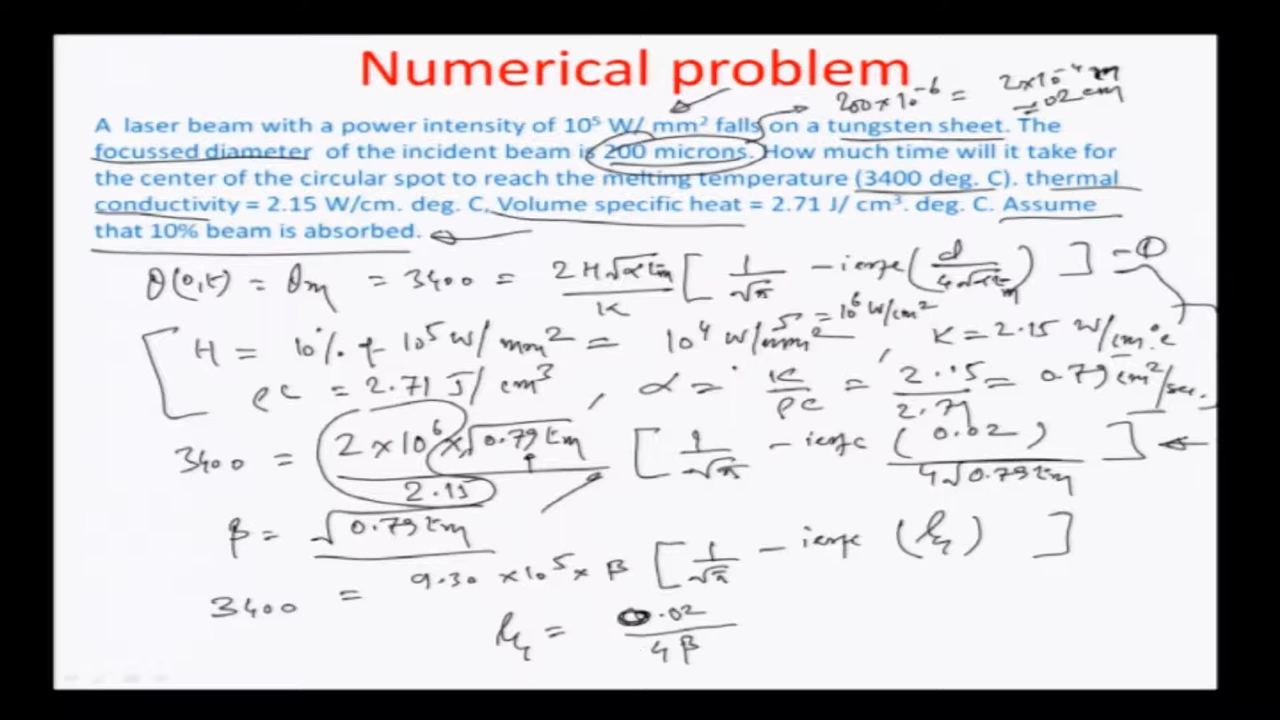 Numerical problem
200 × 10⁻⁶ = 2×10⁻⁴ m
= .02 cm
A laser beam with a power intensity of 10⁵ W/ mm² falls on a tungsten sheet. The
focussed diameter of the incident beam is 200 microns. How much time will it take for
the center of the circular spot to reach the melting temperature (3400 deg. C). thermal
conductivity = 2.15 W/cm. deg. C, Volume specific heat = 2.71 J/ cm³. deg. C. Assume
that 10% beam is absorbed.
θ(0,t) = θm = 3400 = 2H√αtm / K [ 1/√π - ierfc ( d / 4√αtm ) ] - ①
H = 10% of 10⁵ W/mm² = 10⁴ W/mm² = 10⁶ W/cm² , K = 2.15 W/cm.°c
ρC = 2.71 J/cm³ , α = K/ρC = 2.15/2.71 = 0.79 cm²/sec.
3400 = 2×10⁶ × √0.79tm / 2.15 [ 1/√π - ierfc (0.02) / 4√0.79tm ]
β = √0.79tm
3400 = 9.30 × 10⁵ × β [ 1/√π - ierfc (ξ) ]
ξ = 0.02 / 4β